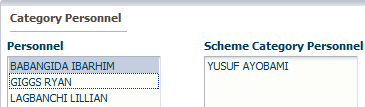 Category Personnel
Personnel
Scheme Category Personnel
BABANGIDA IBARHIM
YUSUF AYOBAMI
GIGGS RYAN
LAGBANCHI LILLIAN